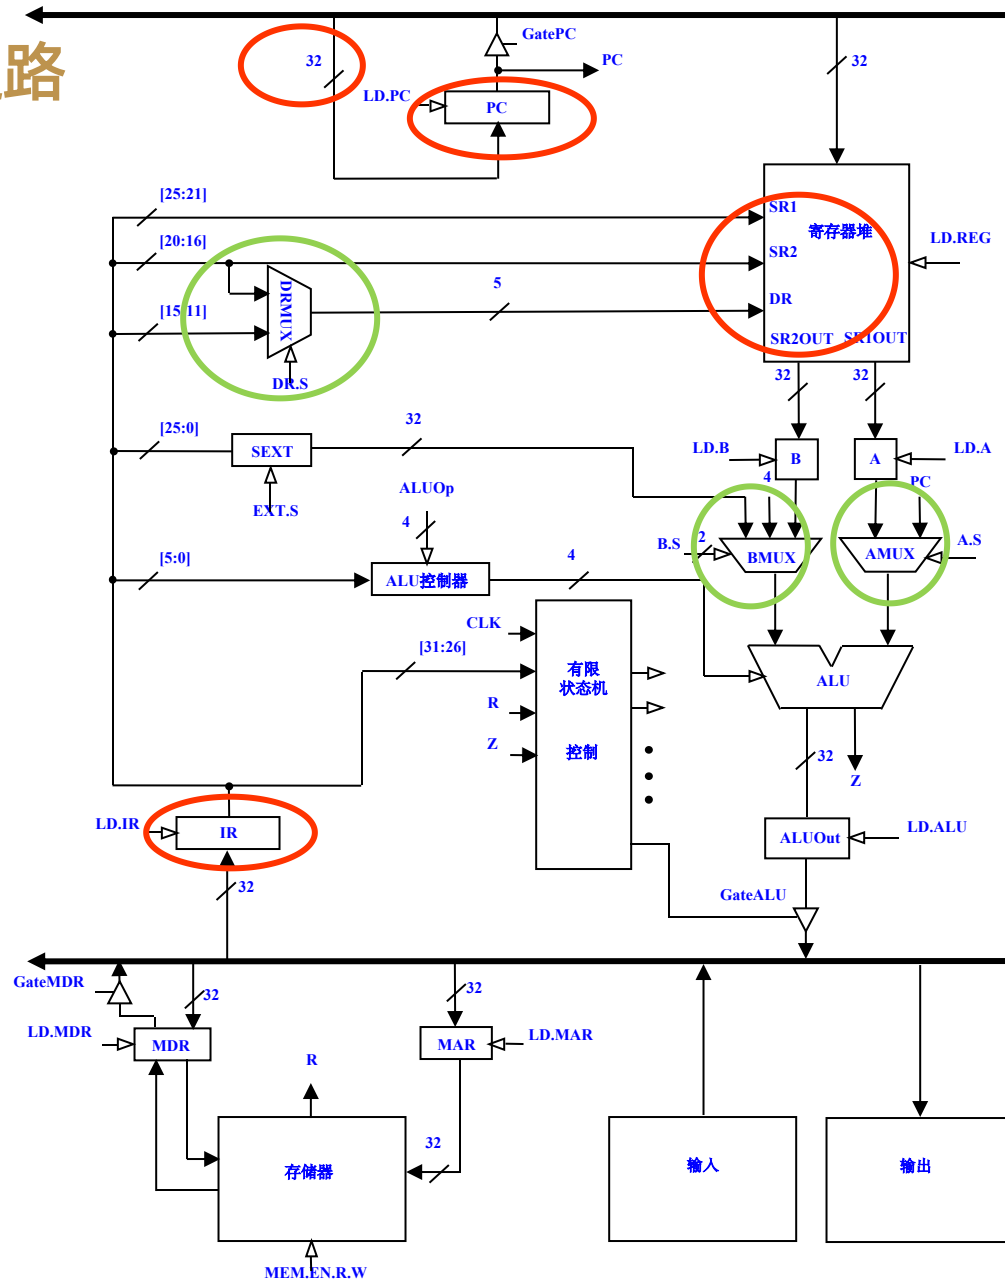 路
GatePC
32
PC
32
LD.PC
PC
[25:21]
SR1
寄存器堆
LD.REG
[20:16]
SR2
DRMUX
5
DR
[15:11]
SR2OUT
SR1OUT
DR.S
32
32
[25:0]
SEXT
32
LD.B
B
A
LD.A
EXT.S
ALUOp
4
PC
4
B.S
2
BMUX
AMUX
A.S
[5:0]
ALU控制器
4
CLK
[31:26]
有限
状态机
ALU
R
Z
控制
32
Z
LD.IR
IR
ALUOut
LD.ALU
32
GateALU
GateMDR
32
32
LD.MDR
MDR
MAR
LD.MAR
R
32
存储器
输入
输出
MEM.EN.R.W